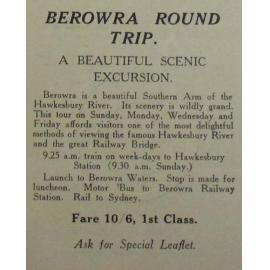 BEROWRA ROUND
TRIP.
A BEAUTIFUL SCENIC
EXCURSION.
Berowra is a beautiful Southern Arm of the
Hawkesbury River. Its scenery is wildly grand.
This tour on Sunday, Monday, Wednesday and
Friday affords visitors one of the most delightful
methods of viewing the famous Hawkesbury River
and the great Railway Bridge.
9.25 a.m. train on week-days to Hawkesbury
Station (9.30 a.m. Sunday.)
Launch to Berowra Waters. Stop is made for
luncheon. Motor 'Bus to Berowra Railway
Station. Rail to Sydney.
Fare 10/6, 1st Class.
Ask for Special Leaflet.